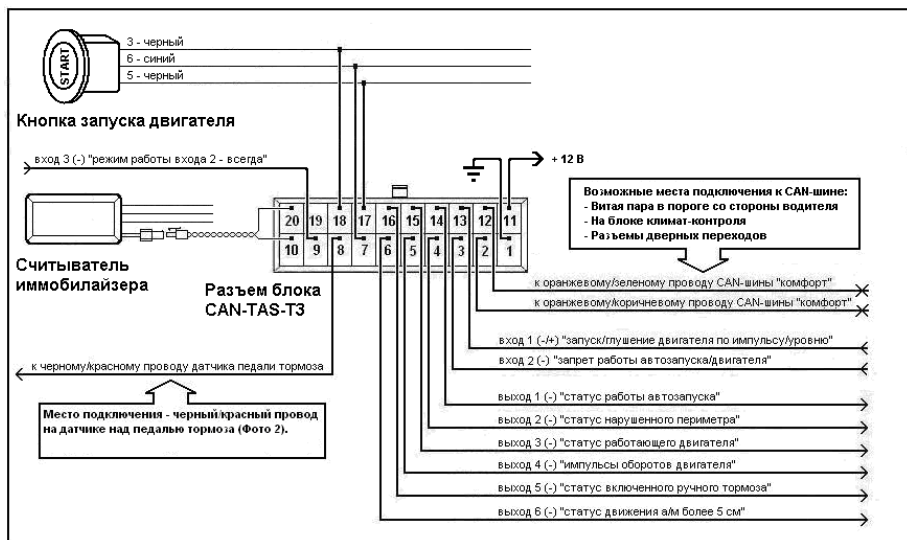 3 - черный
6 - синий
5 - черный
START
Кнопка запуска двигателя
вход 3 (-) "режим работы входа 2 - всегда"
+ 12 В
Возможные места подключения к CAN-шине:
- Витая пара в пороге со стороны водителя
- На блоке климат-контроля
- Разъемы дверных переходов
20 19 18 17 16 15 14 13 12 11
10 9 8 7 6 5 4 3 2 1
Считыватель
иммобилайзера
Разъем блока
CAN-TAS-T3
к оранжевому/зеленому проводу CAN-шины "комфорт"
к оранжевому/коричневому проводу CAN-шины "комфорт"
вход 1 (-/+) "запуск/глушение двигателя по импульсу/уровню"
вход 2 (-) "запрет работы автозапуска/двигателя"
к черному/красному проводу датчика педали тормоза
Место подключения - черный/красный провод
на датчике над педалью тормоза (Фото 2).
выход 1 (-) "статус работы автозапуска"
выход 2 (-) "статус нарушенного периметра"
выход 3 (-) "статус работающего двигателя"
выход 4 (-) "импульсы оборотов двигателя"
выход 5 (-) "статус включенного ручного тормоза"
выход 6 (-) "статус движения а/м более 5 см"